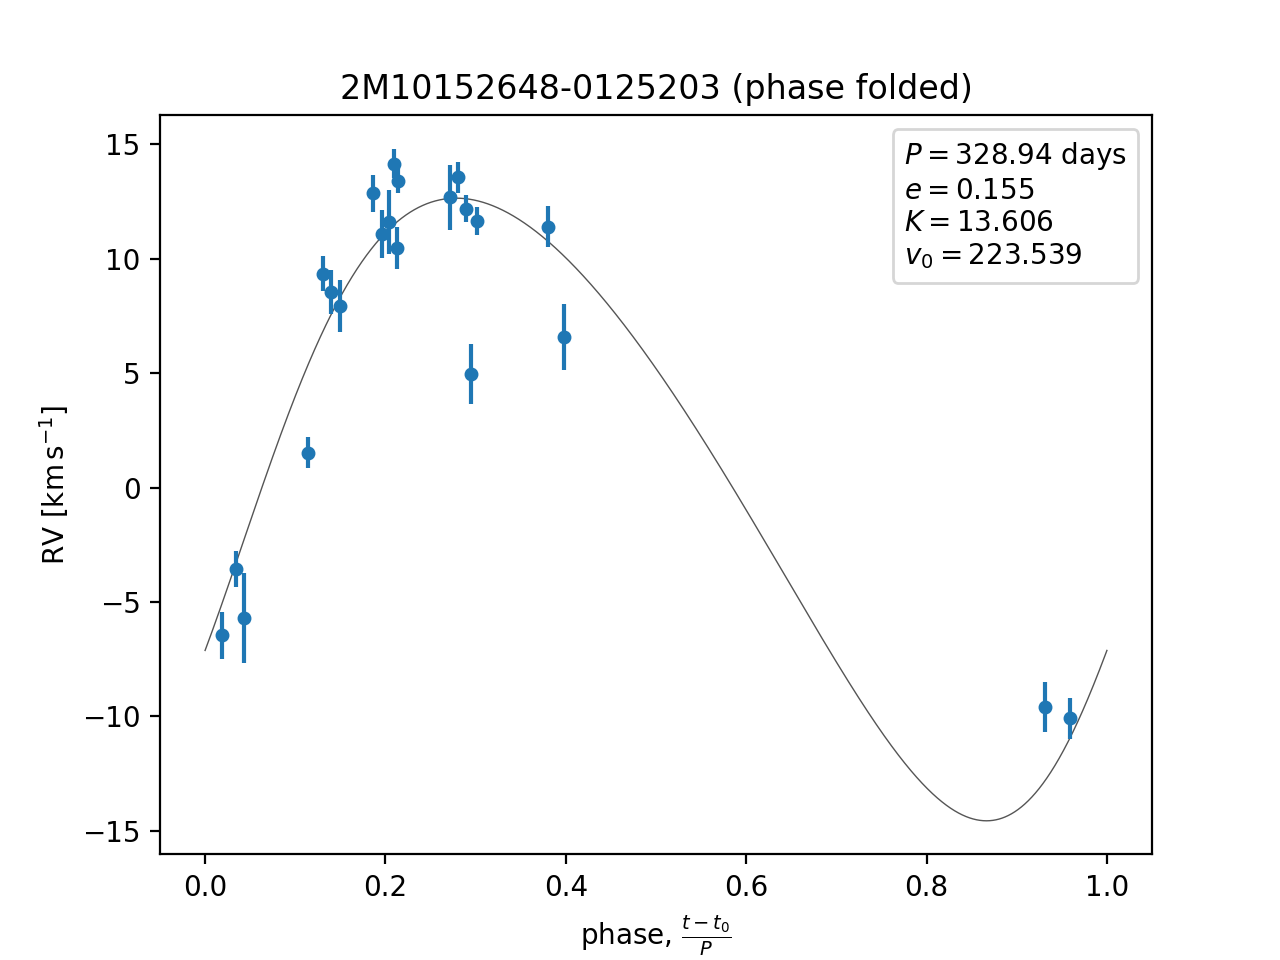 2M10152648-0125203 (phase folded)
P = 328.94 days
e = 0.155
K = 13.606
v₀ = 223.539
15
10
5
0
−5
−10
−15
RV [km s⁻¹]
0.0 0.2 0.4 0.6 0.8 1.0
phase, (t − t₀)/P